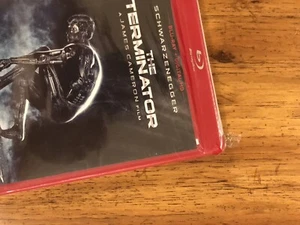 SCHWARZENEGGER
THE
TERMINATOR
A JAMES CAMERON FILM